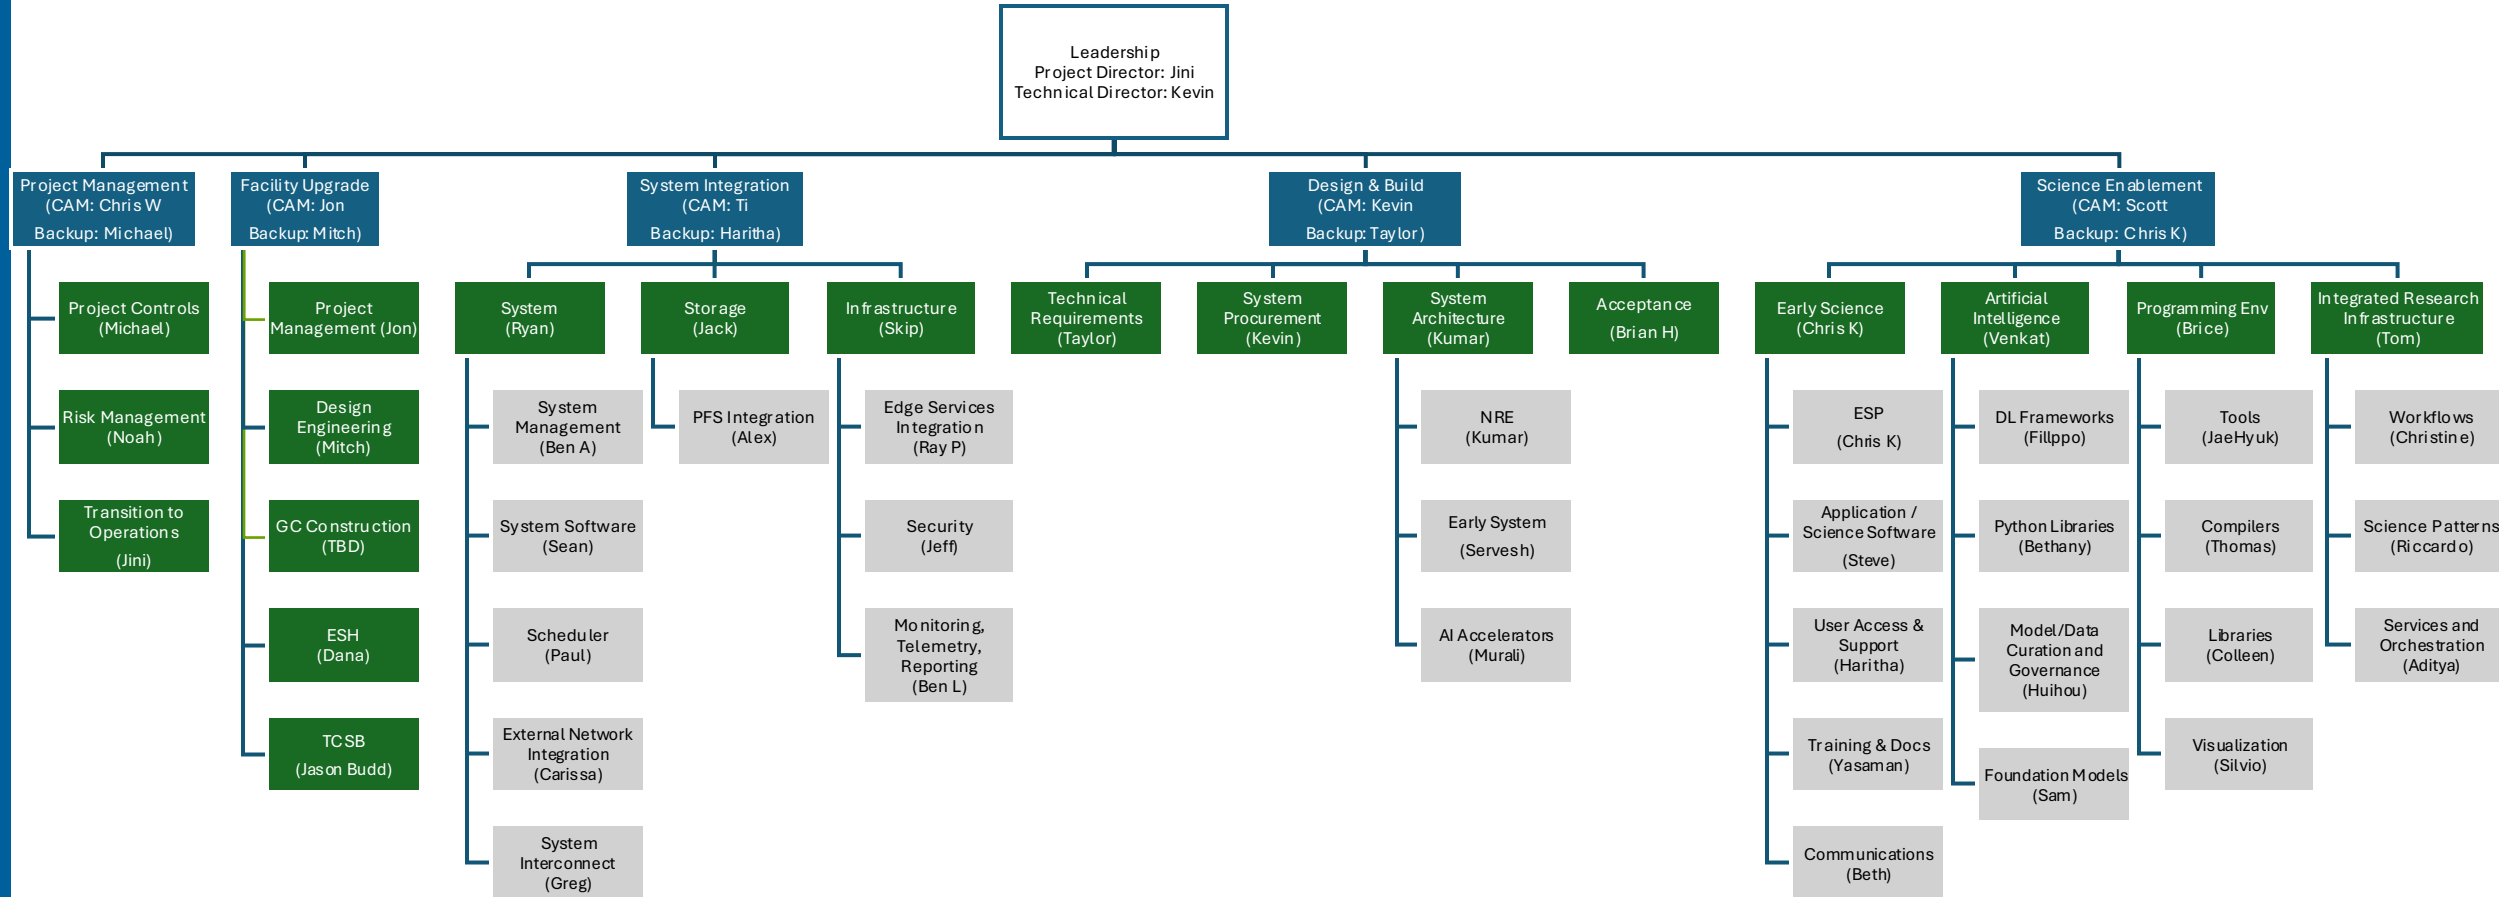 Leadership
Project Director: Jini
Technical Director: Kevin
Project Management
(CAM: Chris W
Backup: Michael)
Facility Upgrade
(CAM: Jon
Backup: Mitch)
System Integration
(CAM: Ti
Backup: Haritha)
Design & Build
(CAM: Kevin
Backup: Taylor)
Science Enablement
(CAM: Scott
Backup: Chris K)
Project Controls
(Michael)
Risk Management
(Noah)
Transition to
Operations
(Jini)
Project
Management (Jon)
Design
Engineering
(Mitch)
GC Construction
(TBD)
ESH
(Dana)
TCSB
(Jason Budd)
System
(Ryan)
System
Management
(Ben A)
System Software
(Sean)
Scheduler
(Paul)
External Network
Integration
(Carissa)
System
Interconnect
(Greg)
Storage
(Jack)
PFS Integration
(Alex)
Infrastructure
(Skip)
Edge Services
Integration
(Ray P)
Security
(Jeff)
Monitoring,
Telemetry,
Reporting
(Ben L)
Technical
Requirements
(Taylor)
System
Procurement
(Kevin)
System
Architecture
(Kumar)
NRE
(Kumar)
Early System
(Servesh)
AI Accelerators
(Murali)
Acceptance
(Brian H)
Early Science
(Chris K)
ESP
(Chris K)
Application /
Science Software
(Steve)
User Access &
Support
(Haritha)
Training & Docs
(Yasaman)
Communications
(Beth)
Artificial
Intelligence
(Venkat)
DL Frameworks
(Fillppo)
Python Libraries
(Bethany)
Model/Data
Curation and
Governance
(Huihou)
Foundation Models
(Sam)
Programming Env
(Brice)
Tools
(JaeHyuk)
Compilers
(Thomas)
Libraries
(Colleen)
Visualization
(Silvio)
Integrated Research
Infrastructure
(Tom)
Workflows
(Christine)
Science Patterns
(Riccardo)
Services and
Orchestration
(Aditya)